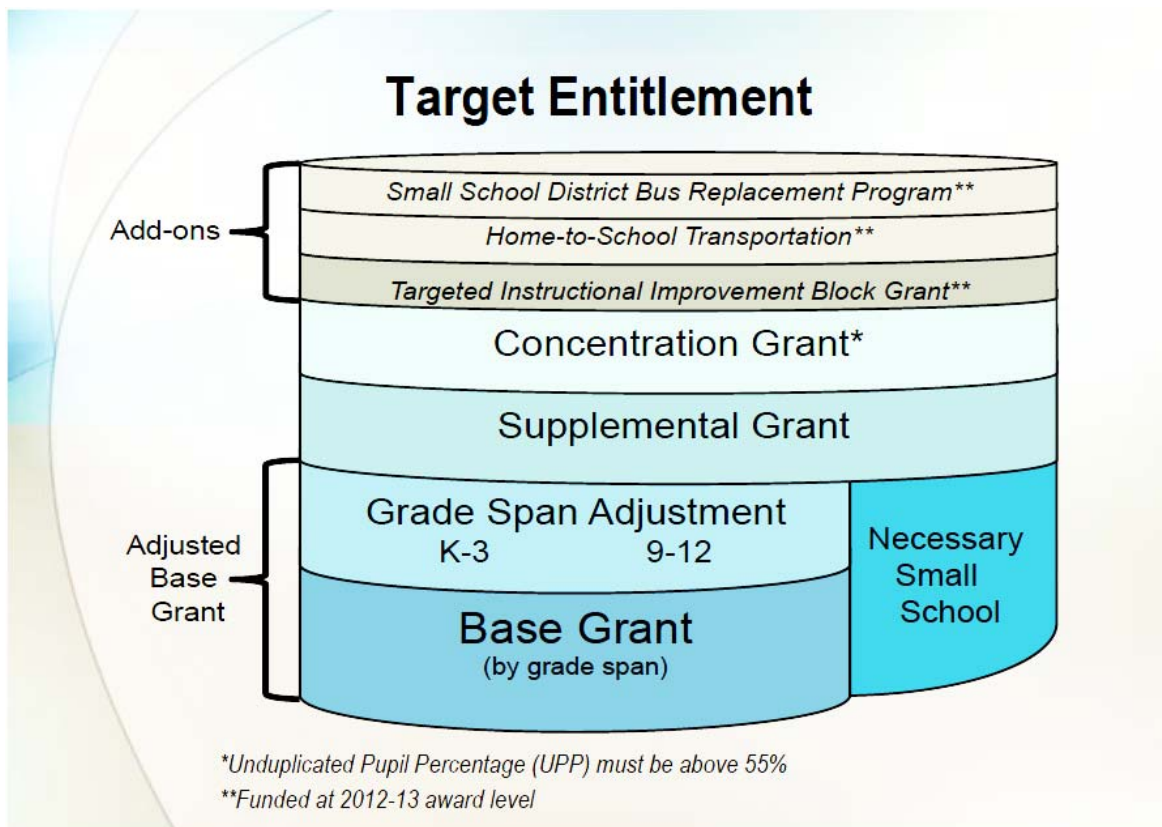 Target Entitlement
Add-ons
Small School District Bus Replacement Program**
Home-to-School Transportation**
Targeted Instructional Improvement Block Grant**
Concentration Grant*
Supplemental Grant
Adjusted
Base
Grant
Grade Span Adjustment
K-3 9-12
Base Grant
(by grade span)
Necessary
Small
School
*Unduplicated Pupil Percentage (UPP) must be above 55%
**Funded at 2012-13 award level